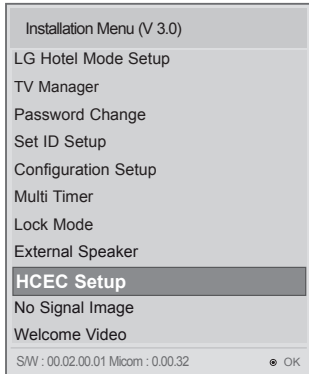 Installation Menu (V 3.0)
LG Hotel Mode Setup
TV Manager
Password Change
Set ID Setup
Configuration Setup
Multi Timer
Lock Mode
External Speaker
HCEC Setup
No Signal Image
Welcome Video
S/W : 00.02.00.01 Micom : 0.00.32 ◉ OK